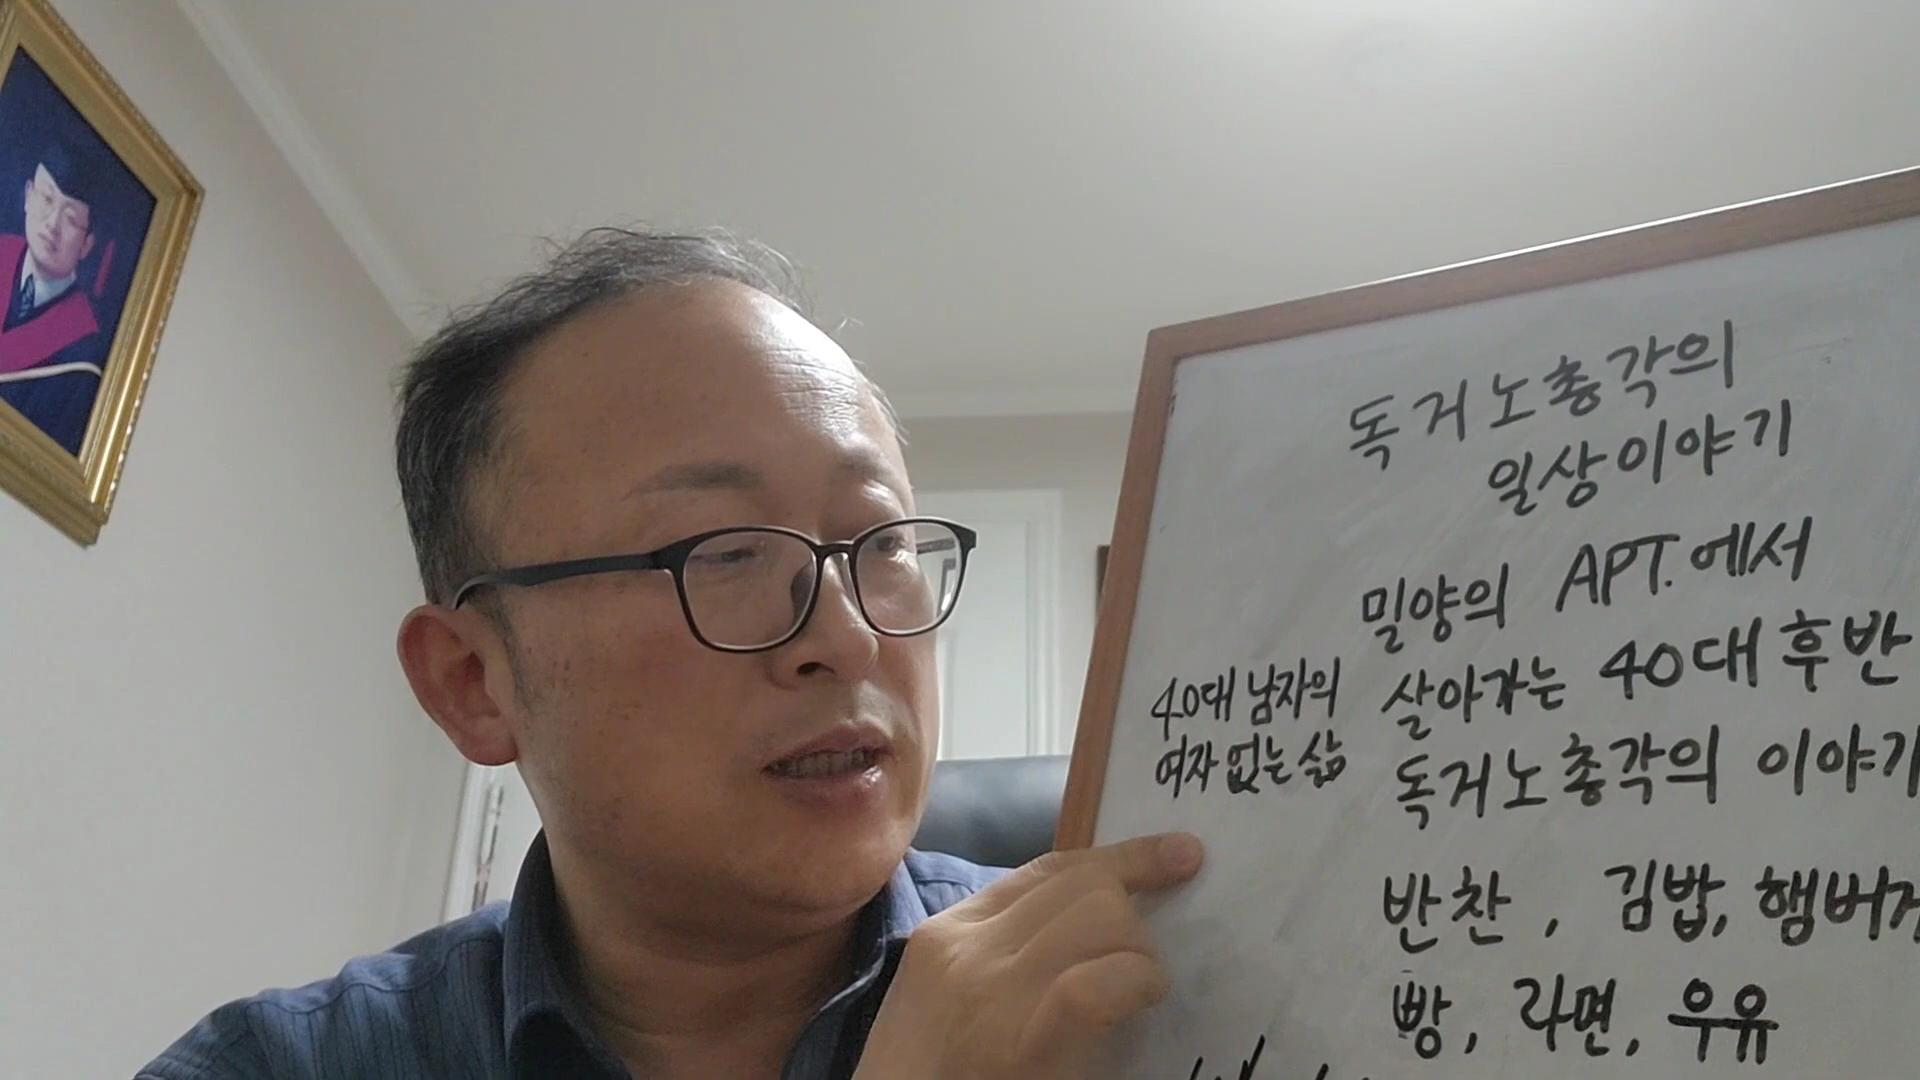 독거노총각의
일상이야기
밀양의 APT.에서
살아가는 40대 후반
독거노총각의 이야기
40대 남자의
여자 없는 삶
반찬, 김밥, 햄버거
빵, 라면, 우유